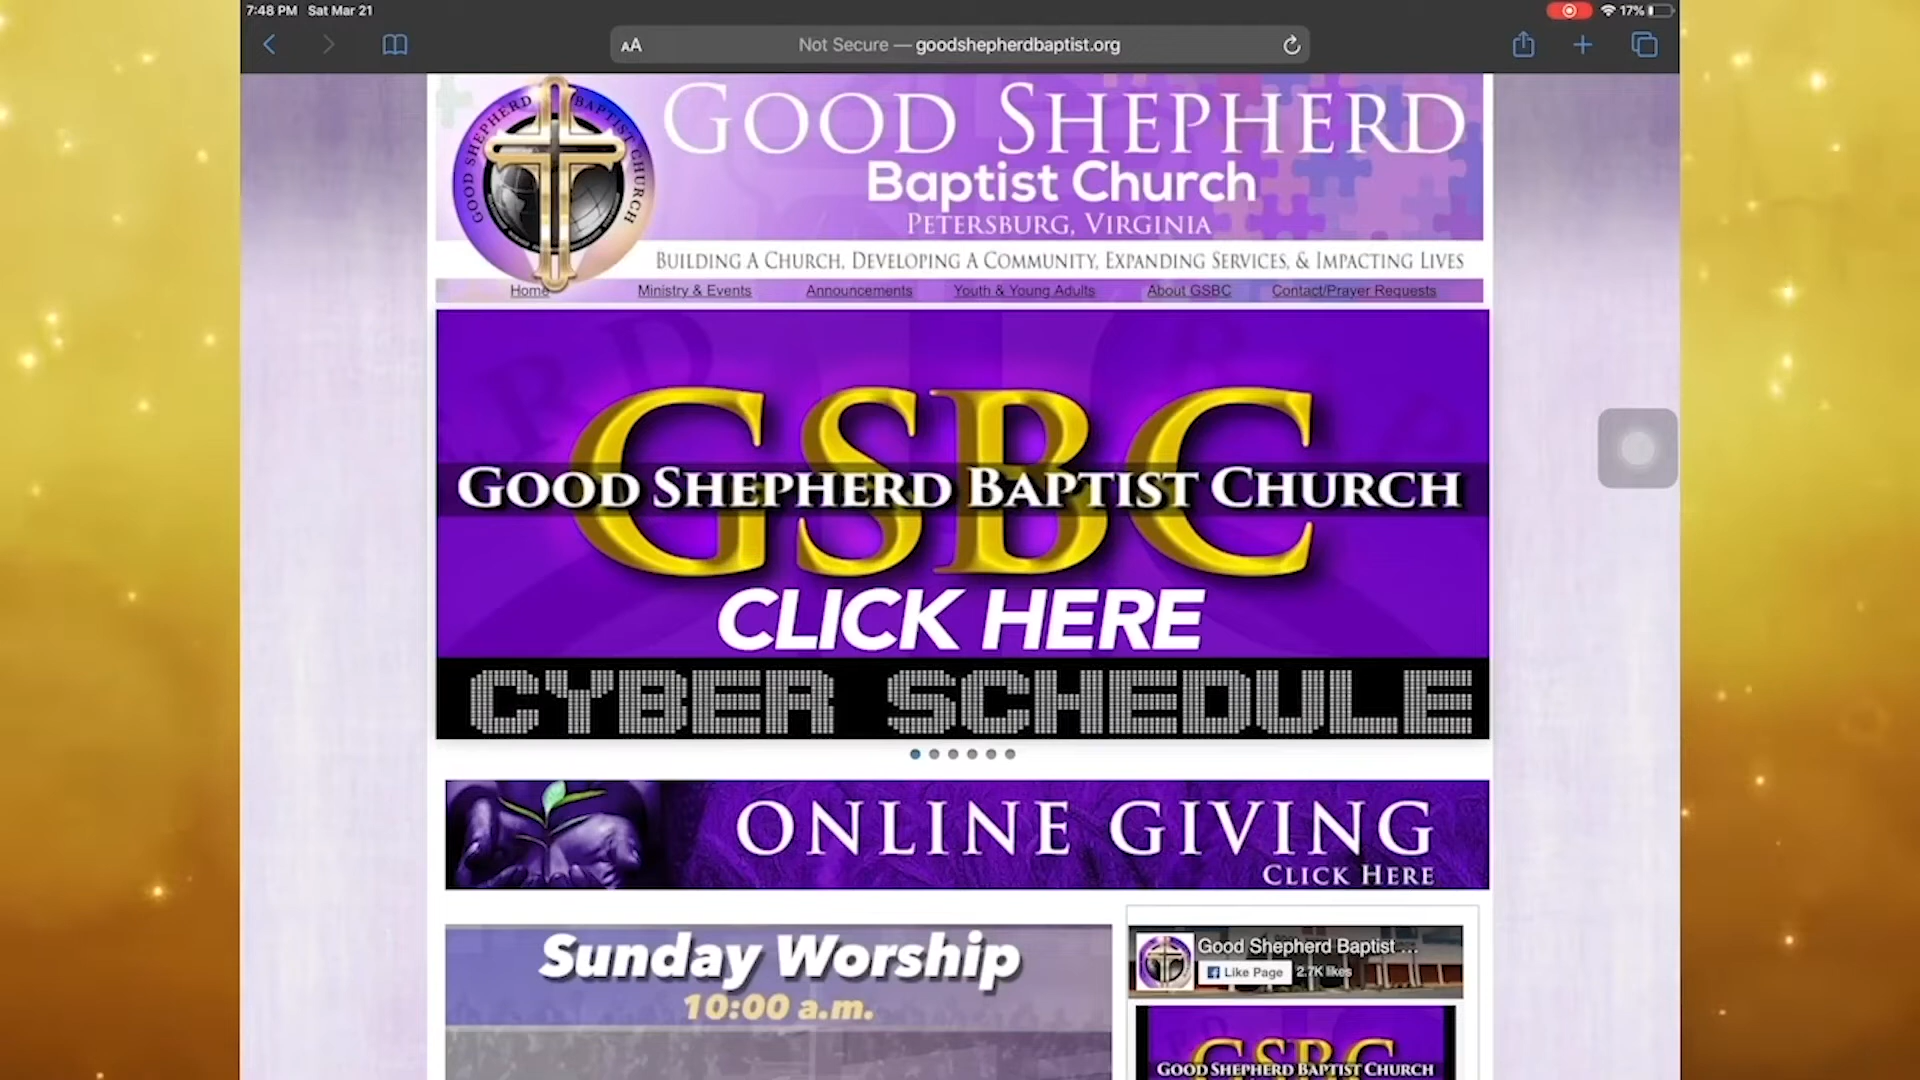 7:48 PM Sat Mar 21
17%
AA
Not Secure — goodshepherdbaptist.org
GOOD SHEPHERD BAPTIST CHURCH
GOOD SHEPHERD
Baptist Church
PETERSBURG, VIRGINIA
BUILDING A CHURCH, DEVELOPING A COMMUNITY, EXPANDING SERVICES, & IMPACTING LIVES
Home Ministry & Events Announcements Youth & Young Adults About GSBC Contact/Prayer Requests
GSBC
GOOD SHEPHERD BAPTIST CHURCH
CLICK HERE
CYBER SCHEDULE
ONLINE GIVING
CLICK HERE
Sunday Worship
10:00 a.m.
Good Shepherd Baptist ...
Like Page 2.7K likes
GSBC
GOOD SHEPHERD BAPTIST CHURCH